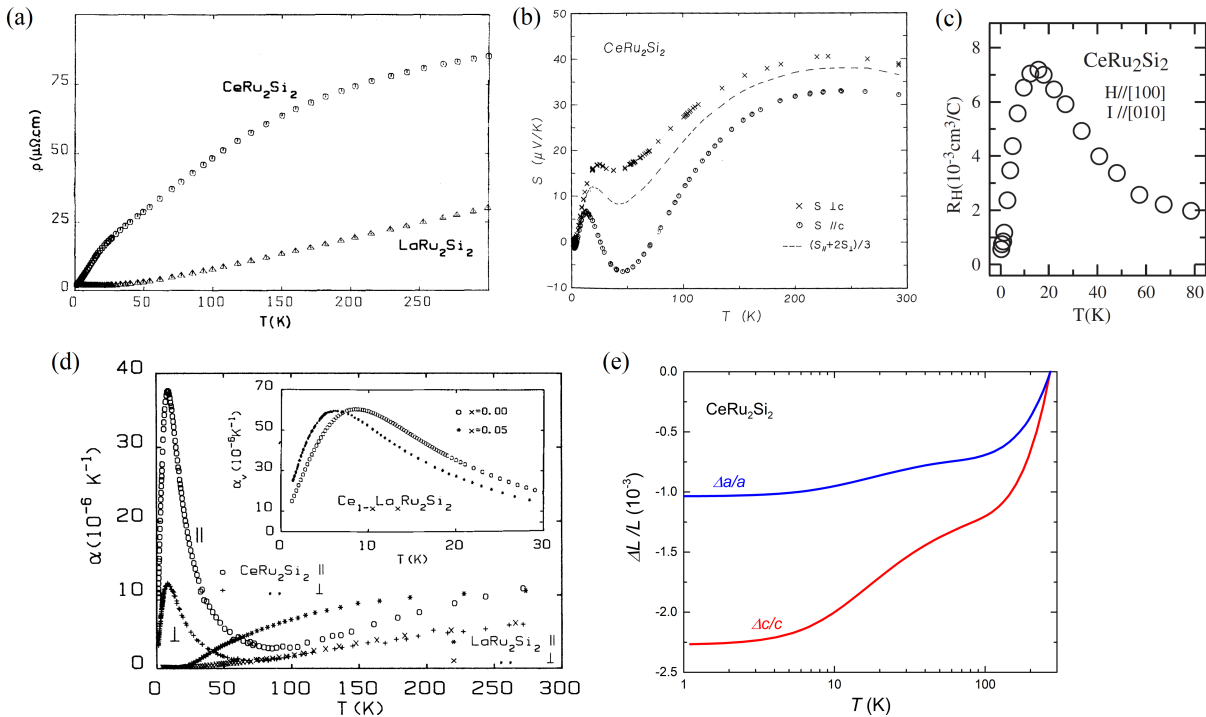 (a)
ρ(μΩ.cm)
75
50
25
0
CeRu2Si2
LaRu2Si2
0 50 100 150 200 250
T(K)
(b)
S (μV/K)
50
40
30
20
10
0
-10
CeRu2Si2
× S ⊥c
○ S //c
--- (S∥+2S⊥)/3
0 100 200 300
T (K)
(c)
RH(10-3cm3/C)
8
6
4
2
0
CeRu2Si2
H//[100]
I //[010]
0 20 40 60 80
T(K)
(d)
α(10-6 K-1)
40
30
20
10
0
∥
⊥
αv(10-6K-1)
70
50
30
10
0
○ x=0.00
* x=0.05
Ce1-xLaxRu2Si2
0 10 20 30
T(K)
○ CeRu2Si2 ∥
+ .. ⊥
* LaRu2Si2 ∥
× .. ⊥
0 50 100 150 200 250 300
T(K)
(e)
ΔL/L (10-3)
0.0
-0.5
-1.0
-1.5
-2.0
-2.5
CeRu2Si2
Δa/a
Δc/c
1 10 100
T (K)